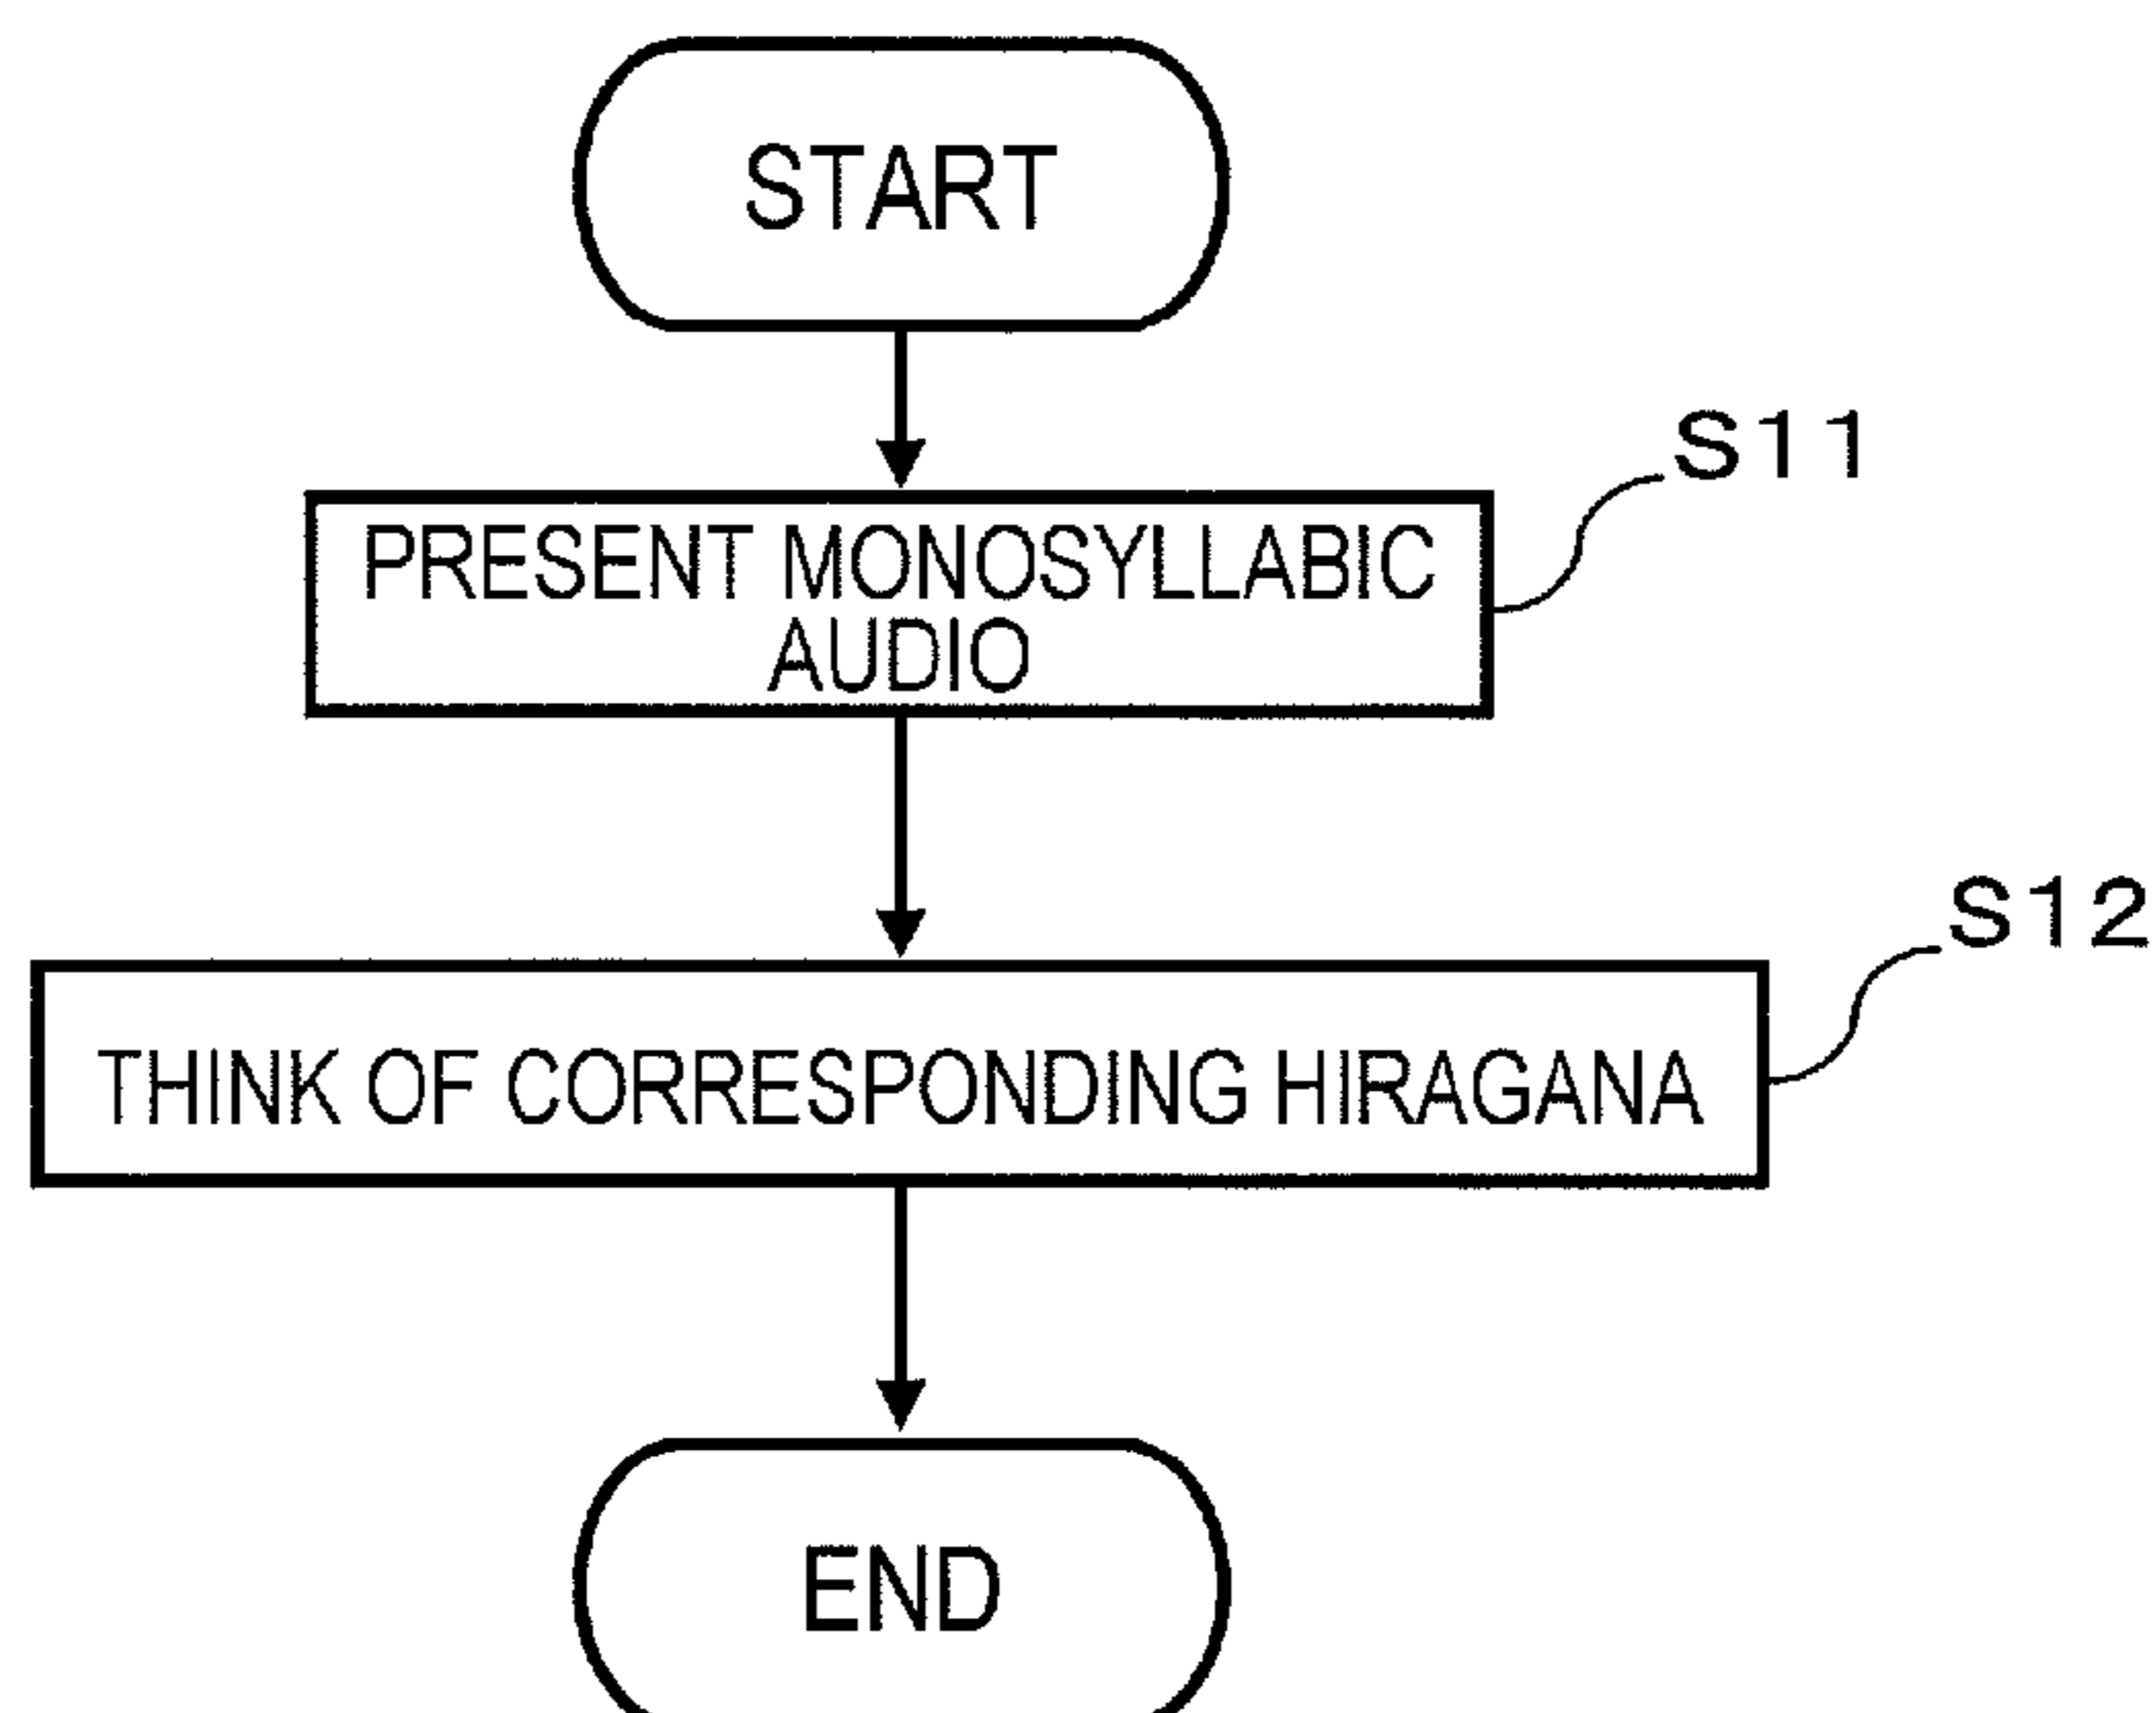 START
S11
PRESENT MONOSYLLABIC
AUDIO
S12
THINK OF CORRESPONDING HIRAGANA
END